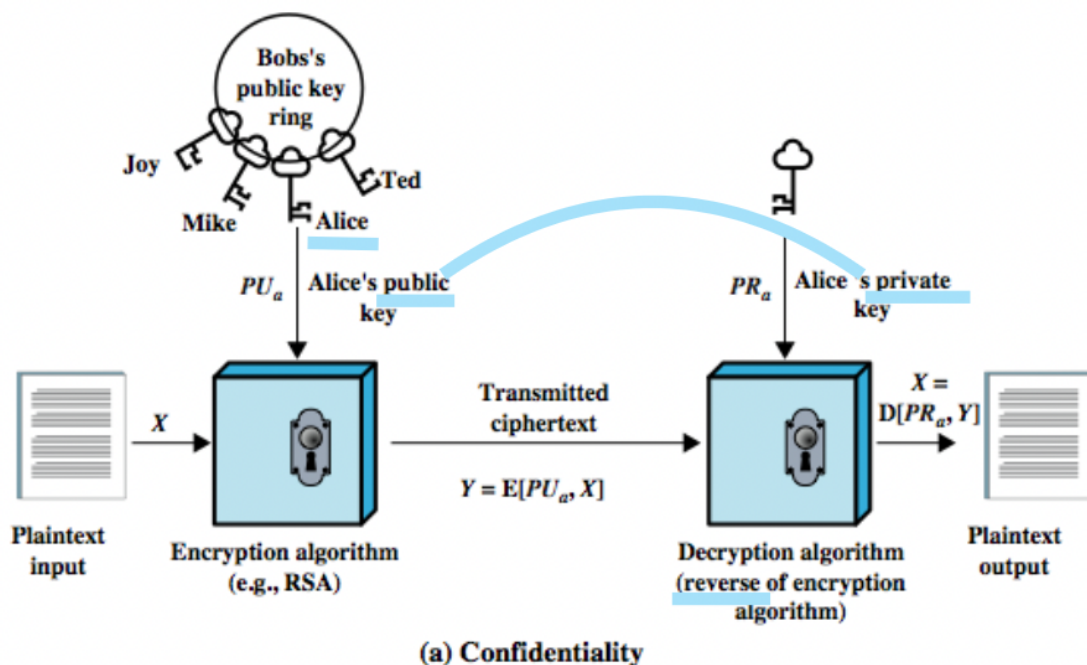 Bobs's
public key
ring
Joy
Ted
Mike
Alice
PUa
Alice's public
key
PRa
Alice 's private
key
X
Transmitted
ciphertext
X =
D[PRa, Y]
Y = E[PUa, X]
Plaintext
input
Encryption algorithm
(e.g., RSA)
Decryption algorithm
(reverse of encryption
algorithm)
Plaintext
output
(a) Confidentiality